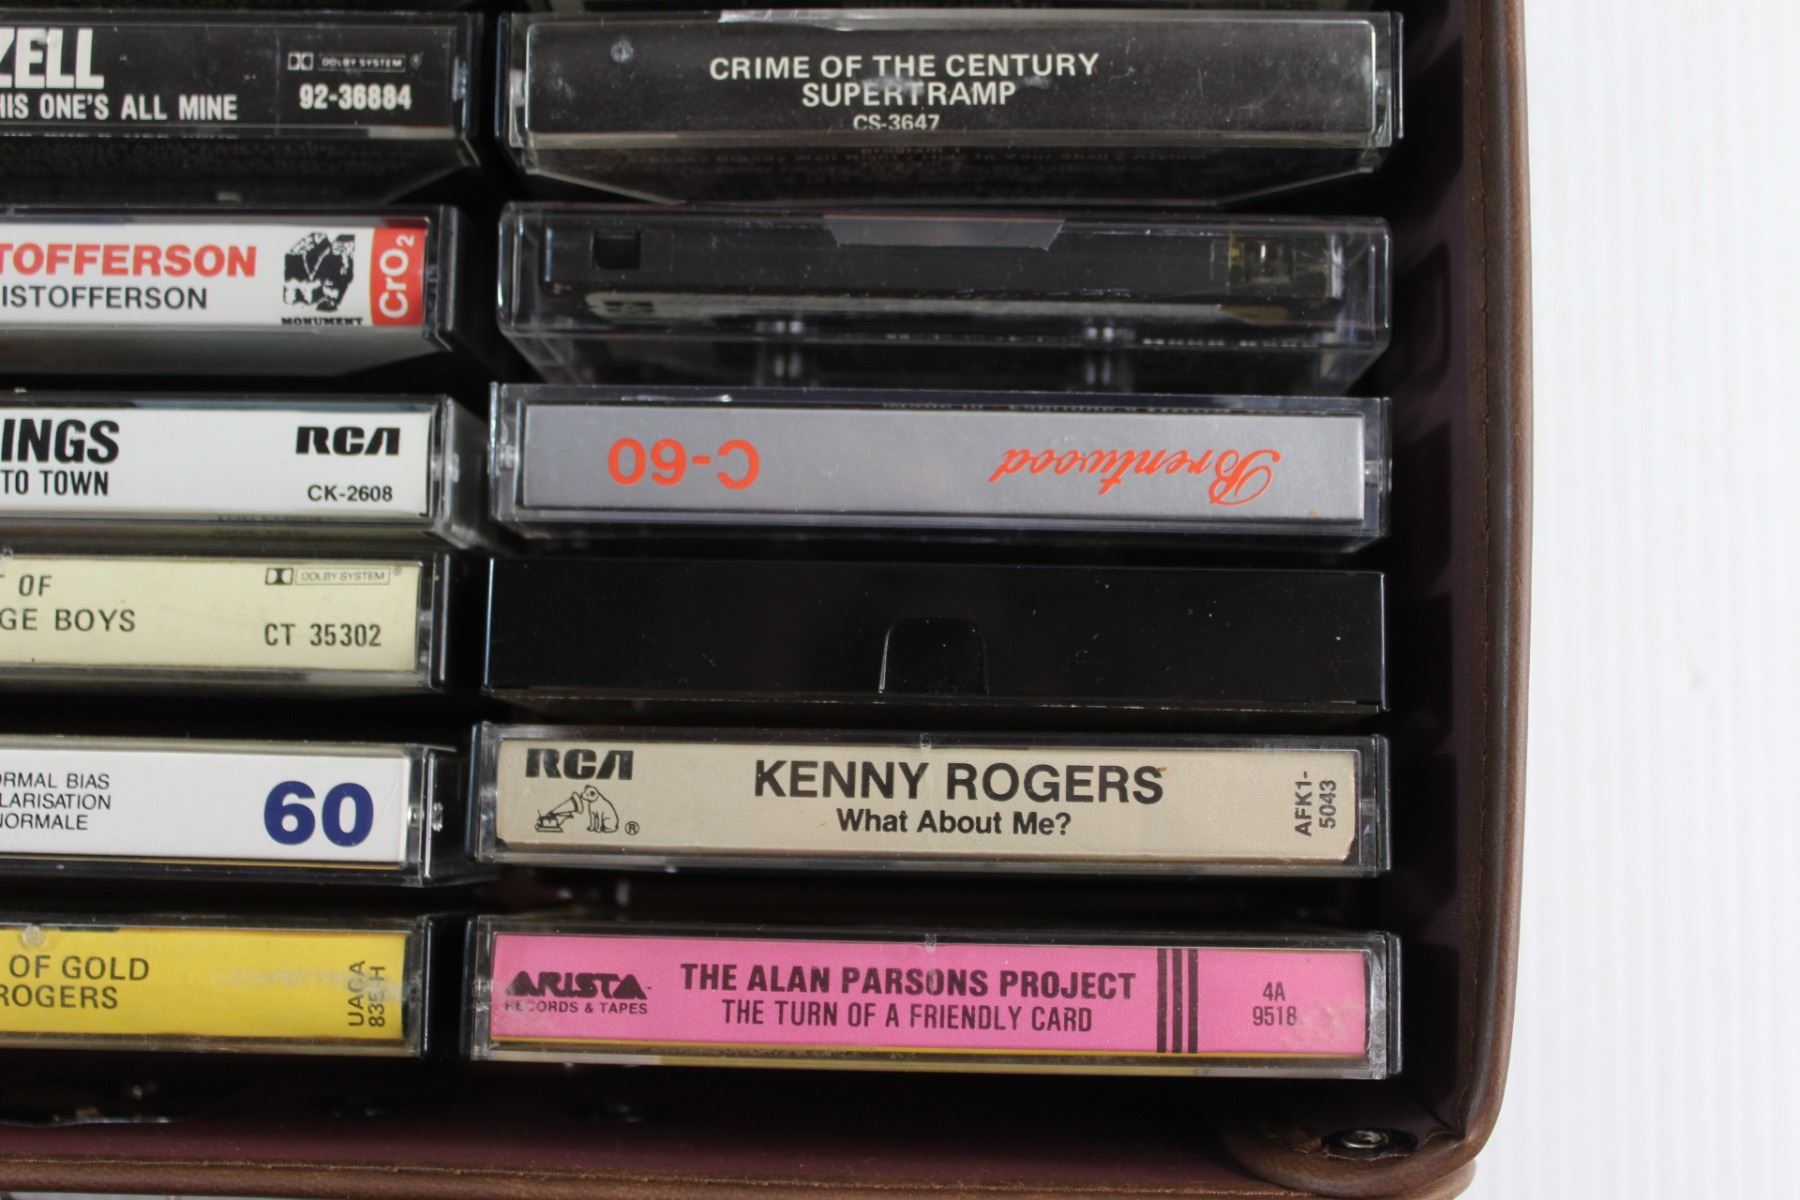 ZELL
HIS ONE'S ALL MINE
DOLBY SYSTEM
92-36884
TOFFERSON
ISTOFFERSON
MONUMENT
CrO2
INGS
TO TOWN
RCA
CK-2608
T OF
GE BOYS
DOLBY SYSTEM ®
CT 35302
ORMAL BIAS
LARISATION
NORMALE
60
OF GOLD
ROGERS
UAGA
835H
CRIME OF THE CENTURY
SUPERTRAMP
CS-3647
Brentwood
C-60
RCA
®
KENNY ROGERS
What About Me?
AFK1-
5043
ARISTA
RECORDS & TAPES
THE ALAN PARSONS PROJECT
THE TURN OF A FRIENDLY CARD
4A
9518